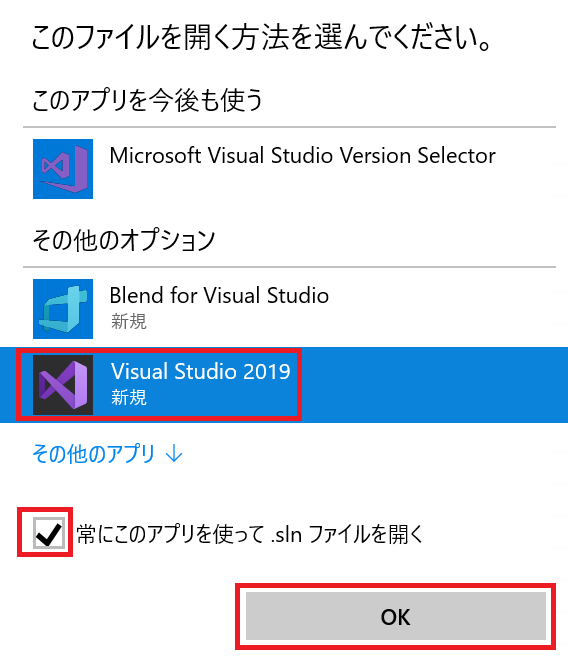 このファイルを開く方法を選んでください。
このアプリを今後も使う
Microsoft Visual Studio Version Selector
その他のオプション
Blend for Visual Studio
新規
Visual Studio 2019
新規
その他のアプリ ↓
常にこのアプリを使って .sln ファイルを開く
OK